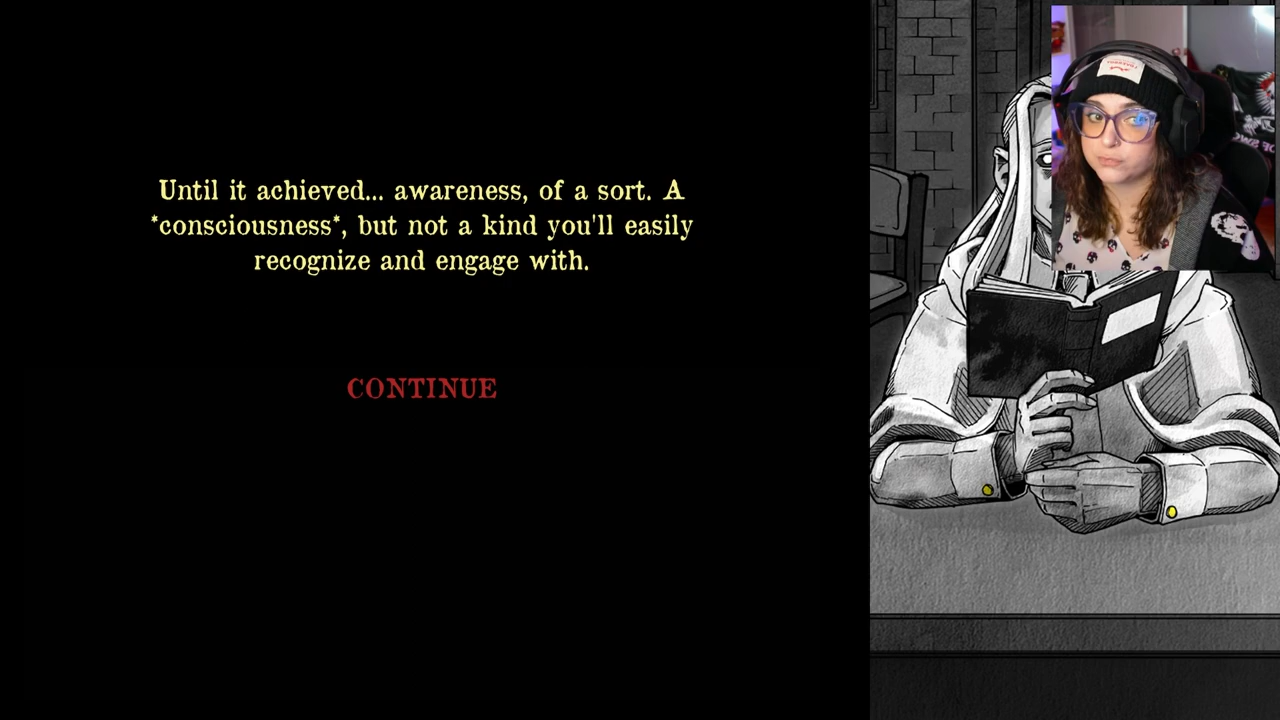 Until it achieved... awareness, of a sort. A
*consciousness*, but not a kind you'll easily
recognize and engage with.
CONTINUE